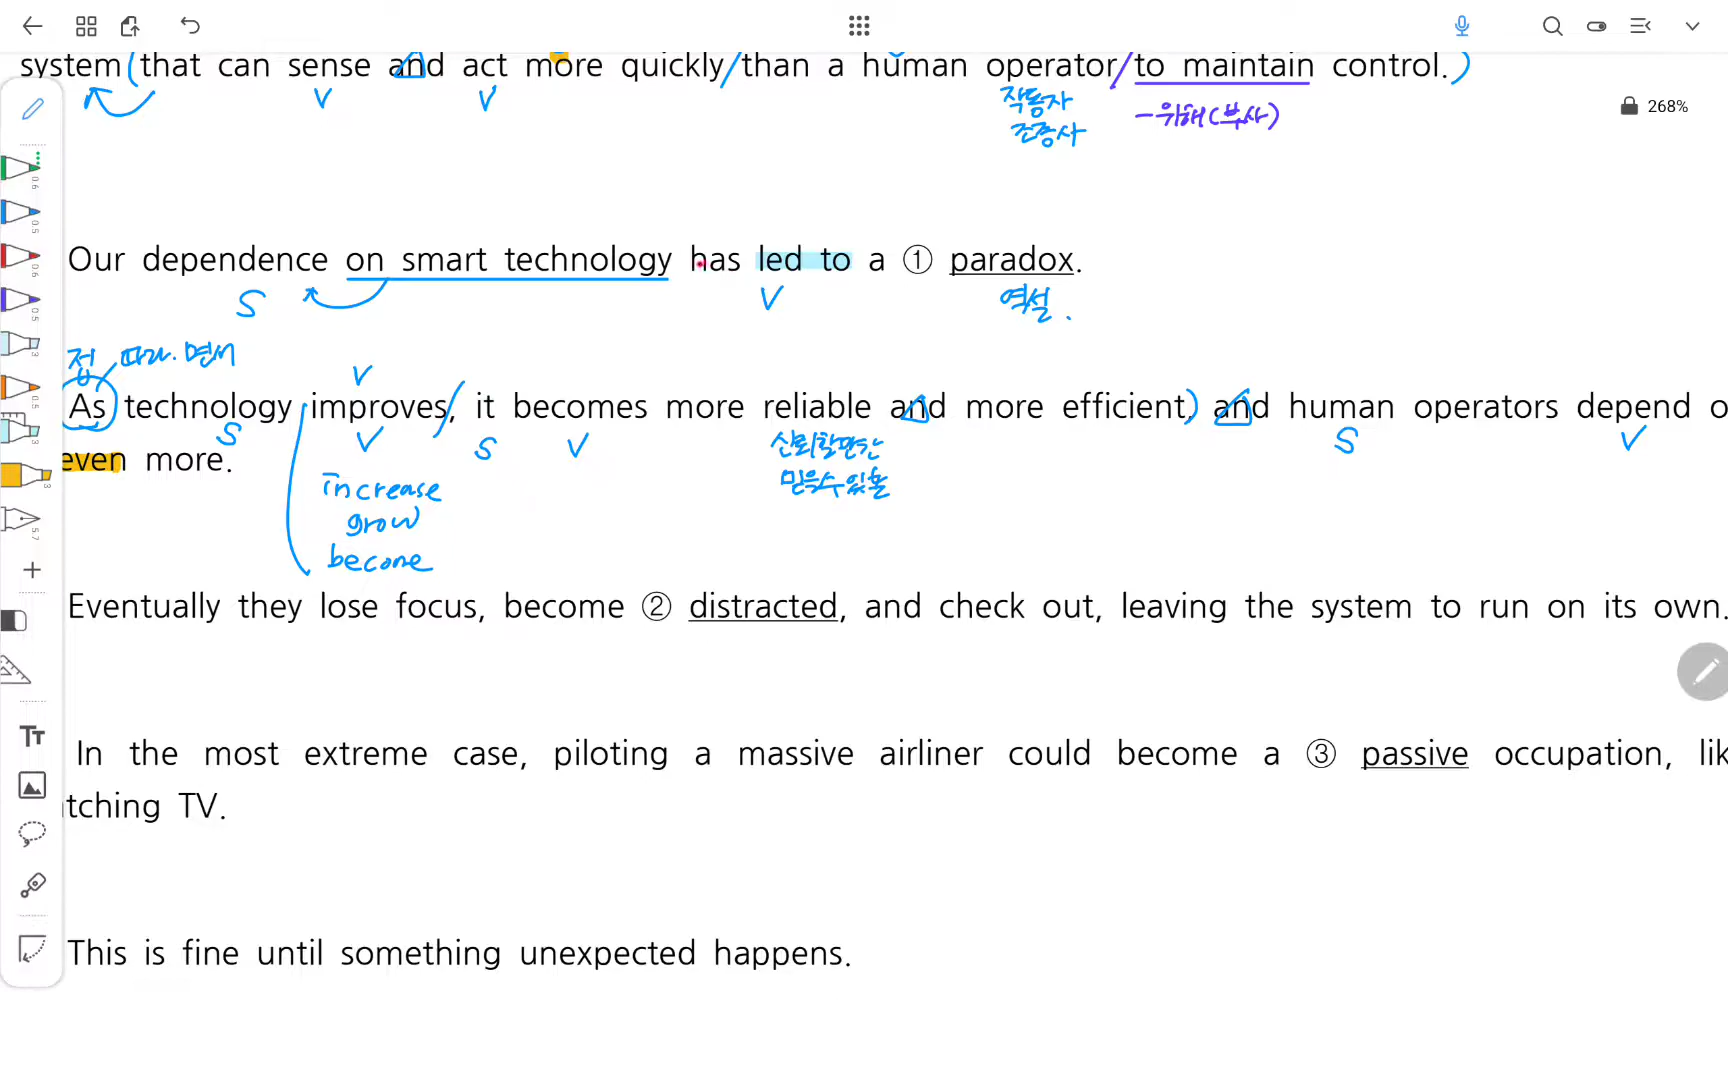 system that can sense and act more quickly than a human operator to maintain control.
V V 작동자 -위해(부사)
조종사
268%
Our dependence on smart technology has led to a ① paradox.
S V 역설.
접 따라. 면서 V
As technology improves, it becomes more reliable and more efficient, and human operators depend o
S V S V 신뢰할만한 S V
even more.
믿을수있을
increase
grow
become
Eventually they lose focus, become ② distracted, and check out, leaving the system to run on its own.
In the most extreme case, piloting a massive airliner could become a ③ passive occupation, lik
tching TV.
This is fine until something unexpected happens.